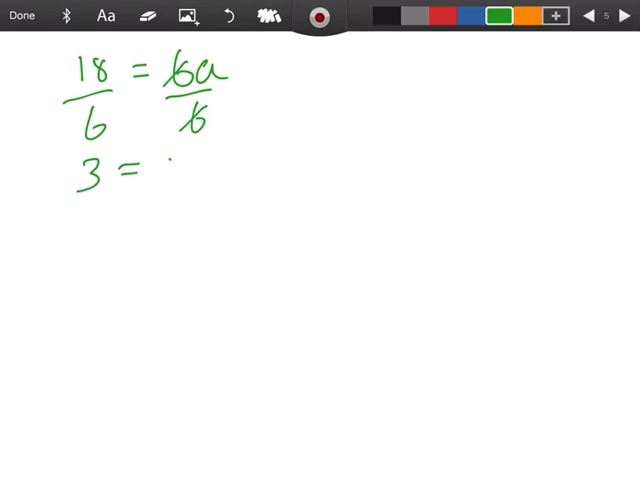 Done Aa 5
18 = 6a
6 6
3 =